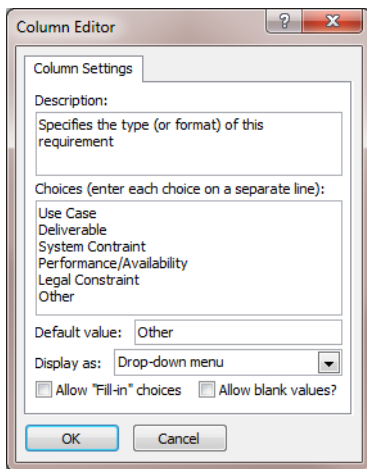 Column Editor
Column Settings
Description:
Specifies the type (or format) of this
requirement
Choices (enter each choice on a separate line):
Use Case
Deliverable
System Contraint
Performance/Availability
Legal Constraint
Other
Default value: Other
Display as: Drop-down menu
Allow "Fill-in" choices Allow blank values?
OK Cancel